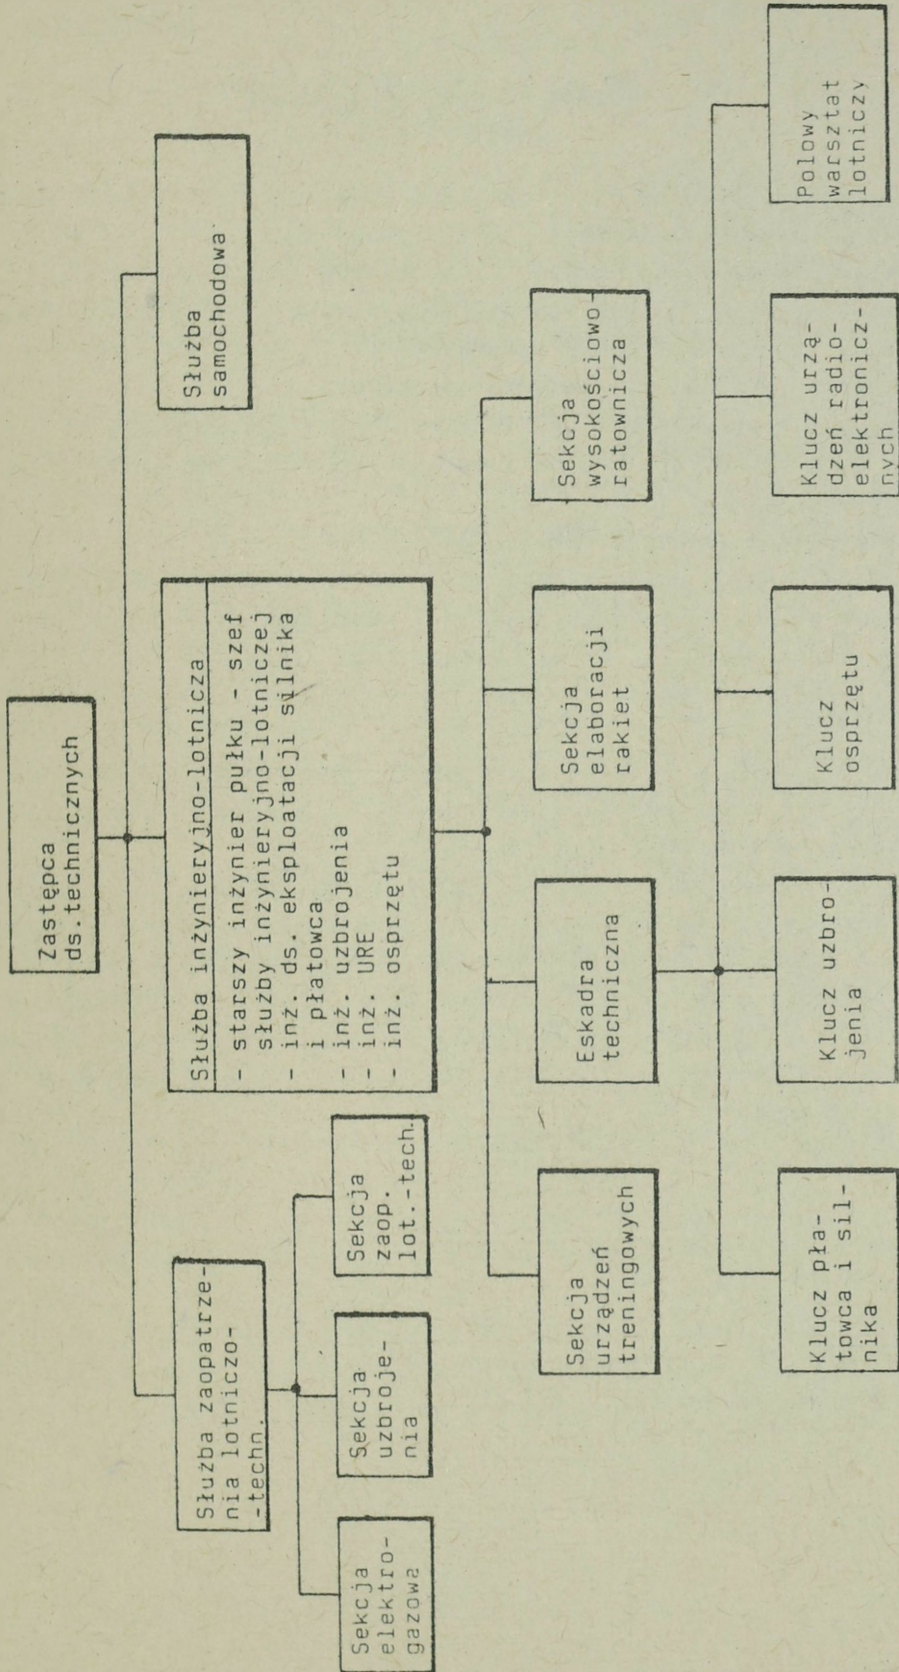 Zastępca
ds.technicznych
Służba zaopatrze-
nia lotniczo-
-techn.
Służba inżynieryjno-lotnicza
- starszy inżynier pułku - szef
służby inżynieryjno-lotniczej
- inż. ds. eksploatacji silnika
i płatowca
- inż. uzbrojenia
- inż. URE
- inż. osprzętu
Służba
samochodowa
Sekcja
elektro-
gazowa
Sekcja
uzbroje-
nia
Sekcja
zaop.
lot.-tech.
Sekcja
urządzeń
treningowych
Eskadra
techniczna
Sekcja
elaboracji
rakiet
Sekcja
wysokościowo-
ratownicza
Klucz pła-
towca i sil-
nika
Klucz uzbro-
jenia
Klucz
osprzętu
Klucz urzą-
dzeń radio-
elektronicz-
nych
Polowy
warsztat
lotniczy